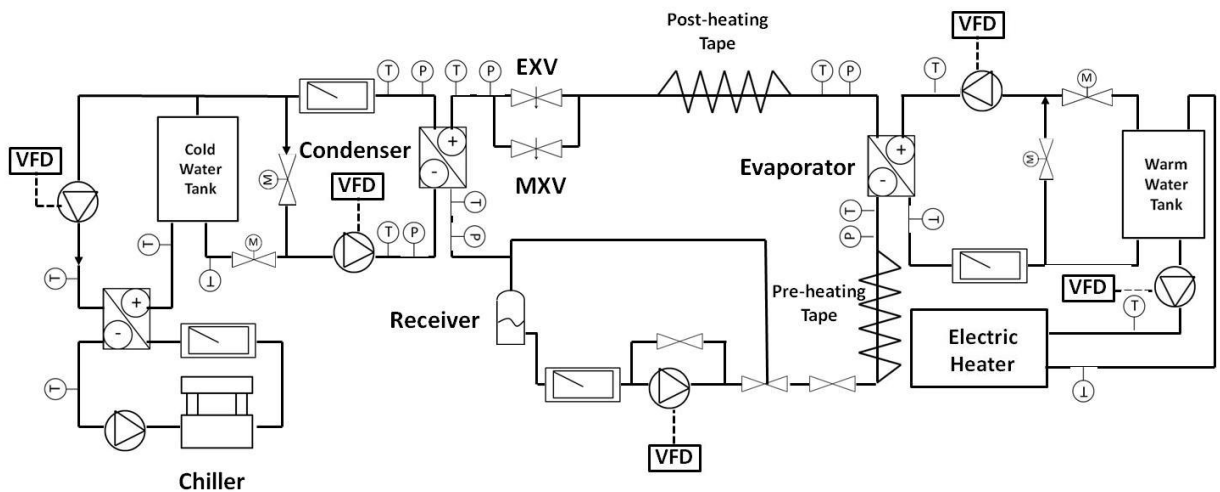 Post-heating
Tape
VFD
T
P
T
P
EXV
T
P
T
M
Condenser
+
-
Cold
Water
Tank
VFD
M
VFD
MXV
Evaporator
+
-
M
Warm
Water
Tank
T
T
P
T
P
T
T
M
T
P
T
T
+
-
Receiver
Pre-heating
Tape
VFD
T
Electric
Heater
T
T
VFD
Chiller